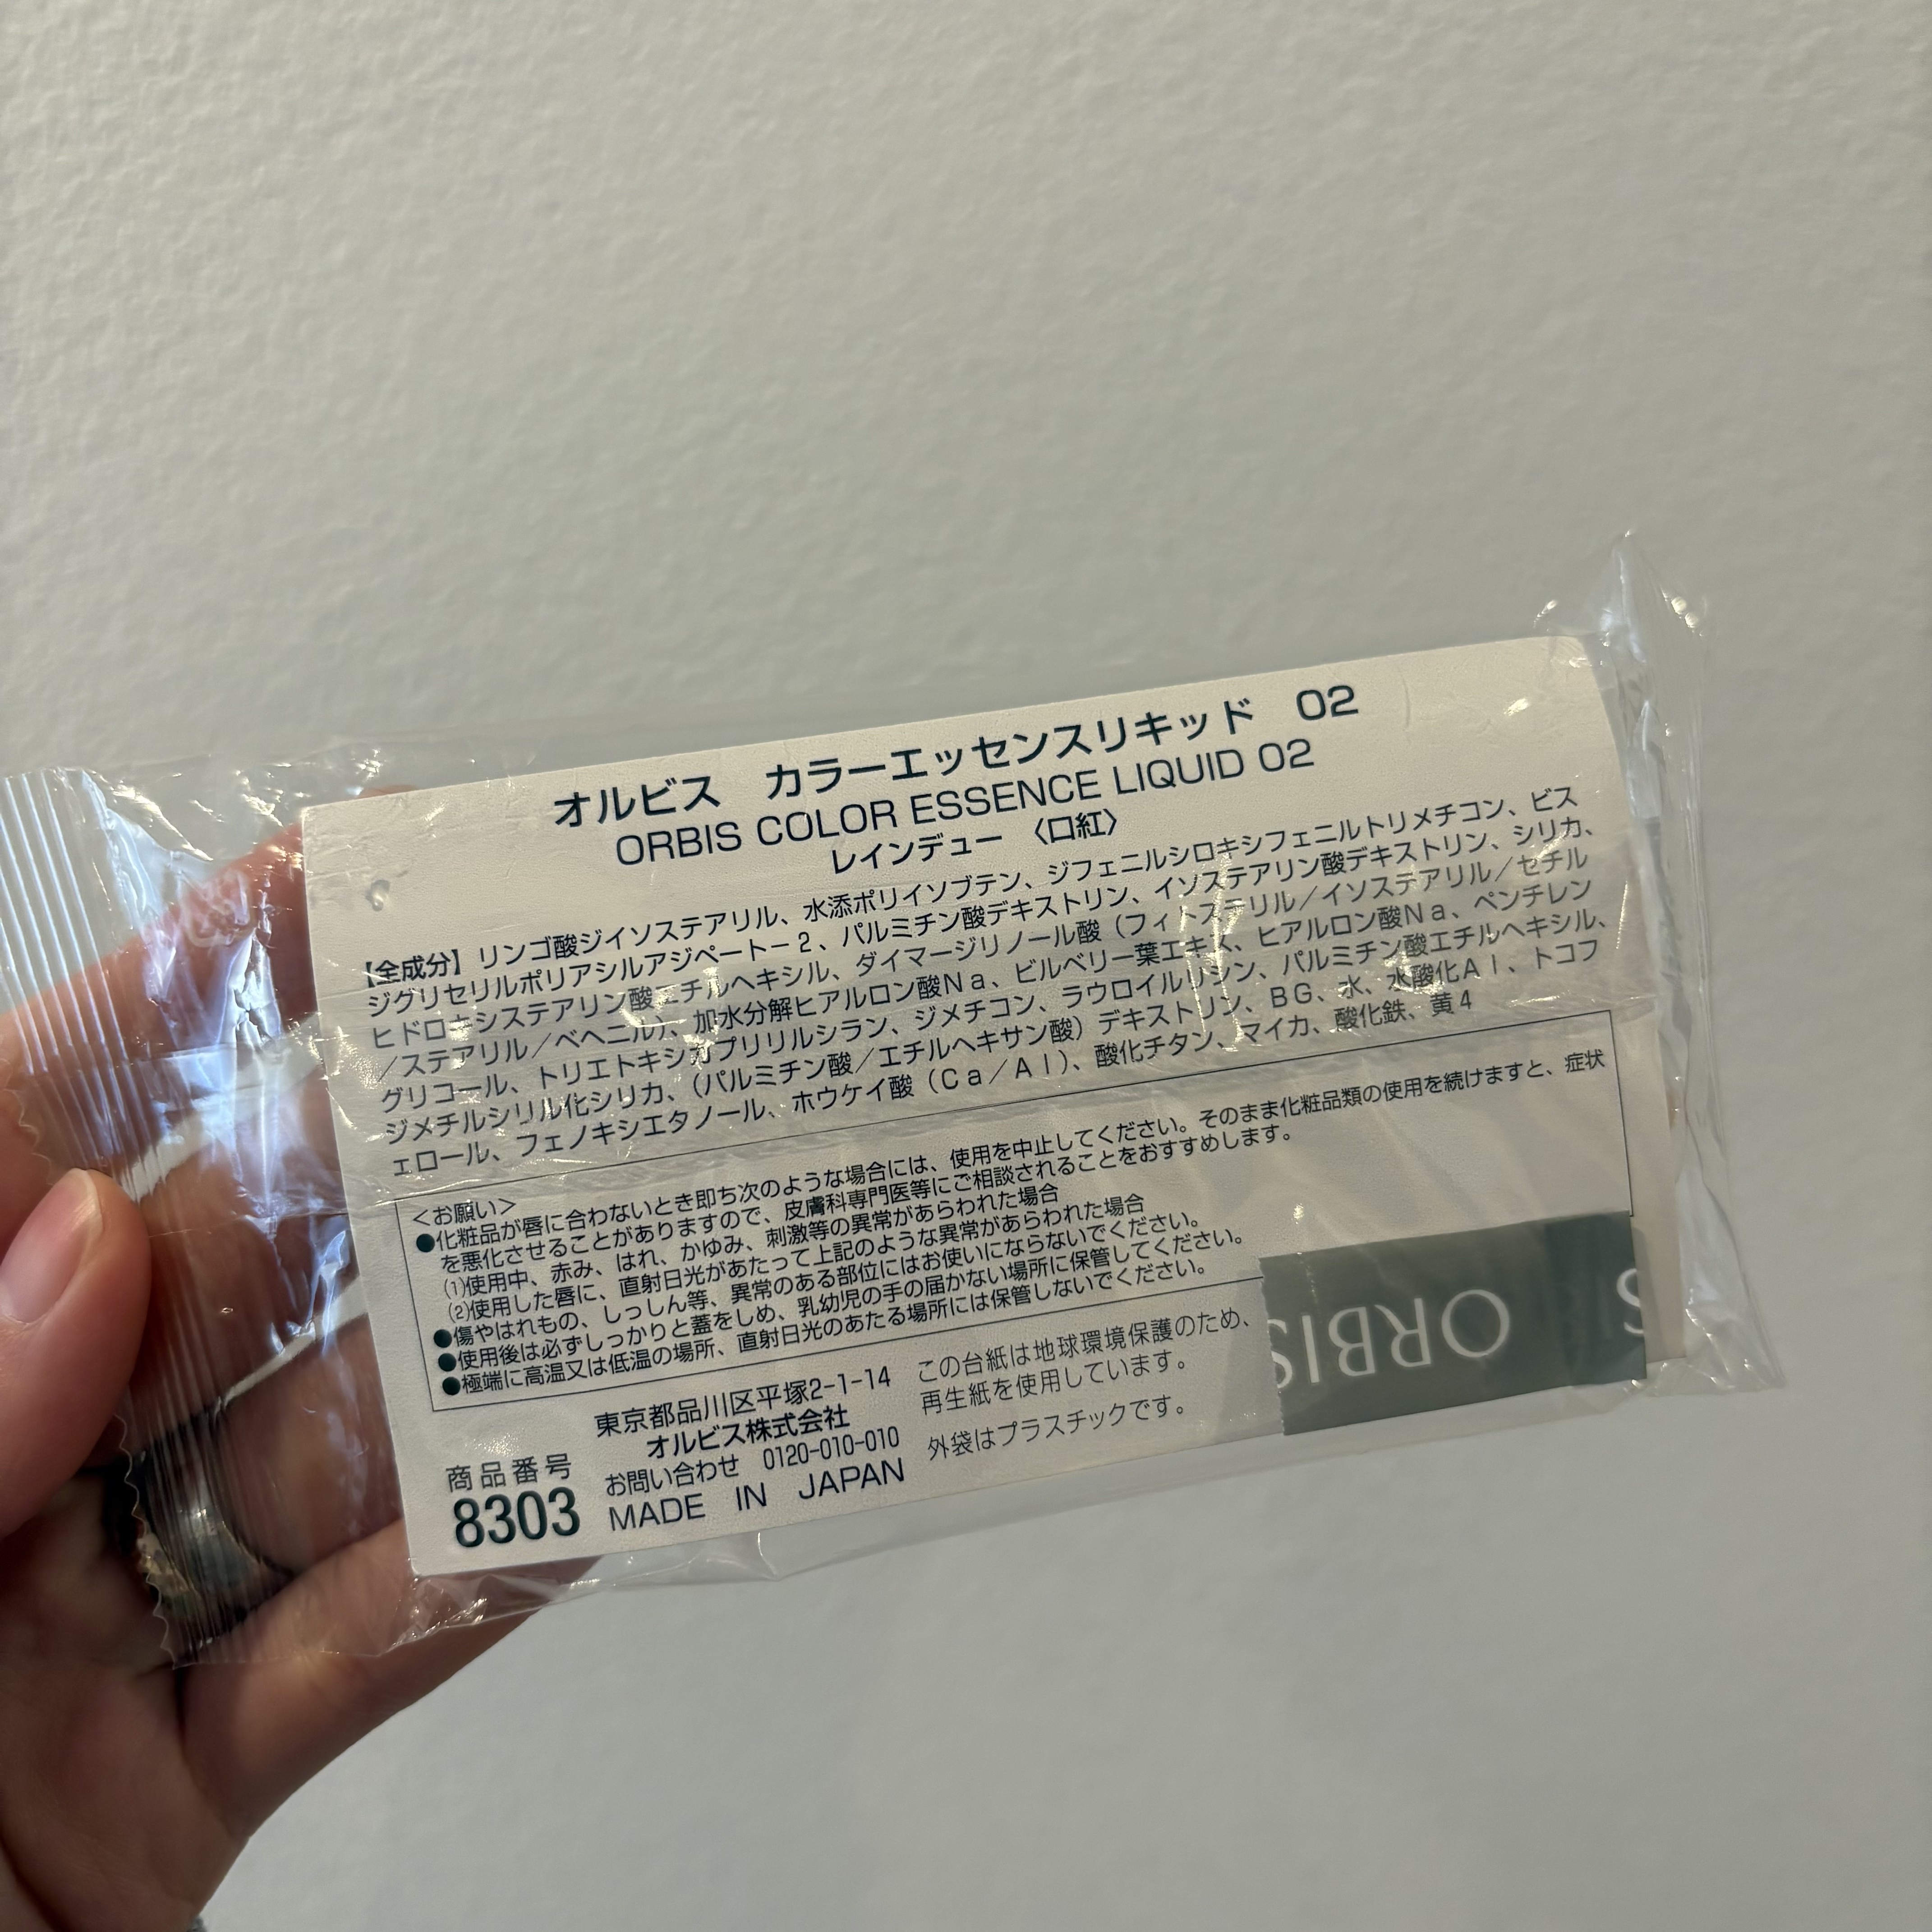 オルビス カラーエッセンスリキッド 02
ORBIS COLOR ESSENCE LIQUID 02
レインデュー 〈口紅〉
【全成分】リンゴ酸ジイソステアリル、水添ポリイソブテン、ジフェニルシロキシフェニルトリメチコン、ビス
ジグリセリルポリアシルアジペート－2、パルミチン酸デキストリン、イソステアリン酸デキストリン、シリカ、
ヒドロキシステアリン酸エチルヘキシル、ダイマージリノール酸（フィトステリル／イソステアリル／セチル
／ステアリル／ベヘニル）、加水分解ヒアルロン酸Na、ビルベリー葉エキス、ヒアルロン酸Na、ペンチレン
グリコール、トリエトキシカプリリルシラン、ジメチコン、ラウロイルリシン、パルミチン酸エチルヘキシル、
ジメチルシリル化シリカ、（パルミチン酸／エチルヘキサン酸）デキストリン、BG、水、水酸化Al、トコフ
ェロール、フェノキシエタノール、ホウケイ酸（Ca／Al）、酸化チタン、マイカ、酸化鉄、黄4
＜お願い＞
●化粧品が唇に合わないとき即ち次のような場合には、使用を中止してください。そのまま化粧品類の使用を続けますと、症状
を悪化させることがありますので、皮膚科専門医等にご相談されることをおすすめします。
⑴使用中、赤み、はれ、かゆみ、刺激等の異常があらわれた場合
⑵使用した唇に、直射日光があたって上記のような異常があらわれた場合
●傷やはれもの、しっしん等、異常のある部位にはお使いにならないでください。
●使用後は必ずしっかりと蓋をしめ、乳幼児の手の届かない場所に保管してください。
●極端に高温又は低温の場所、直射日光のあたる場所には保管しないでください。
商品番号
8303
東京都品川区平塚2-1-14
オルビス株式会社
お問い合わせ 0120-010-010
MADE IN JAPAN
この台紙は地球環境保護のため、
再生紙を使用しています。
外袋はプラスチックです。
ORBIS
S